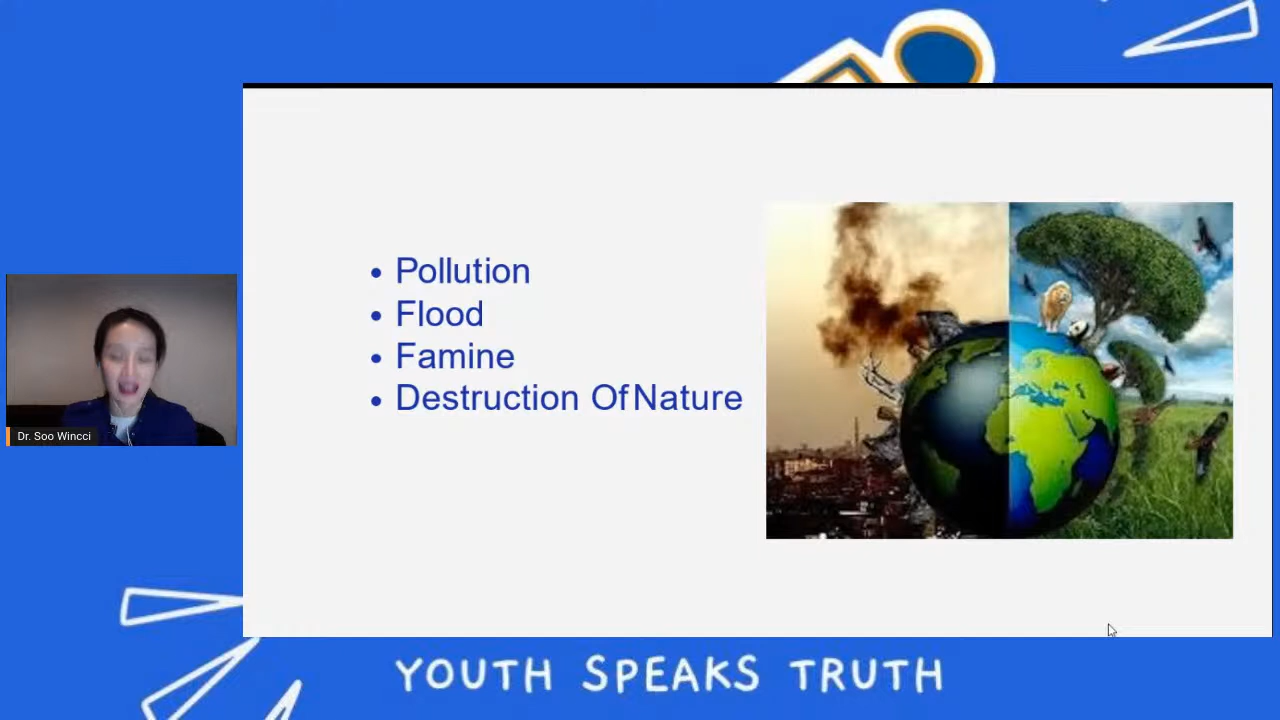 • Pollution
• Flood
• Famine
• Destruction Of Nature
Dr. Soo Wincci
YOUTH SPEAKS TRUTH